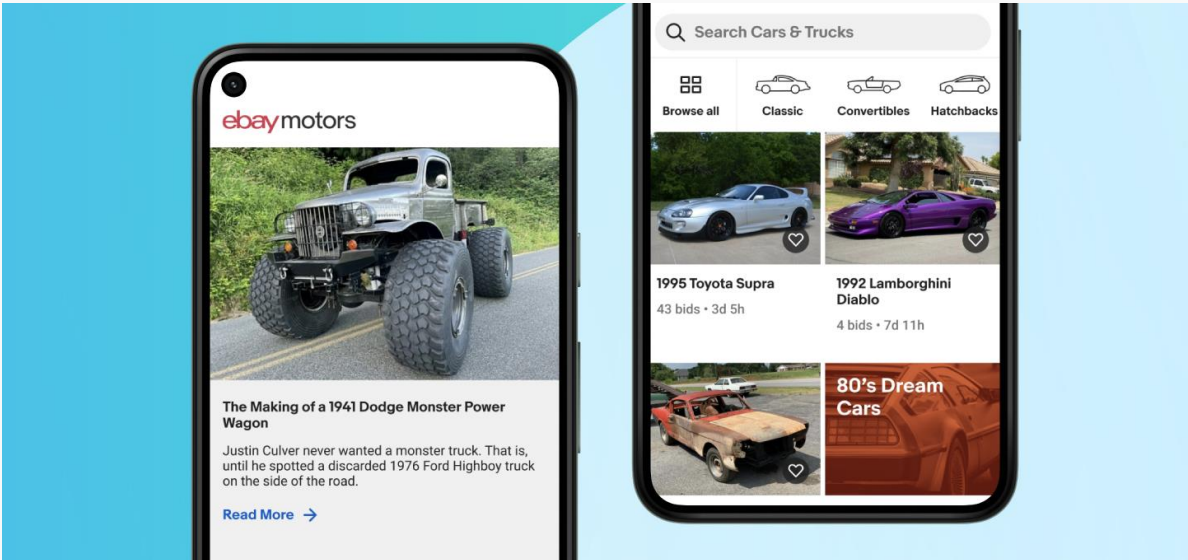 ebay motors
The Making of a 1941 Dodge Monster Power
Wagon
Justin Culver never wanted a monster truck. That is,
until he spotted a discarded 1976 Ford Highboy truck
on the side of the road.
Read More →
Search Cars & Trucks
Browse all
Classic
Convertibles
Hatchbacks
1995 Toyota Supra
43 bids • 3d 5h
1992 Lamborghini
Diablo
4 bids • 7d 11h
80's Dream
Cars